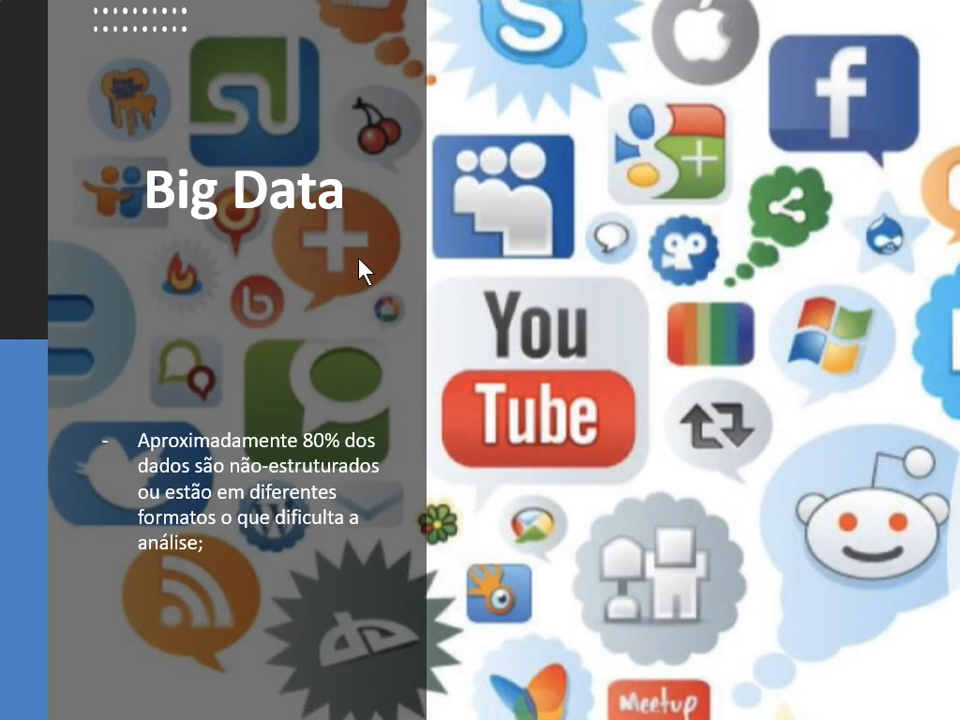 Big Data
- Aproximadamente 80% dos
dados são não-estruturados
ou estão em diferentes
formatos o que dificulta a
análise;
You
Tube
Meetup